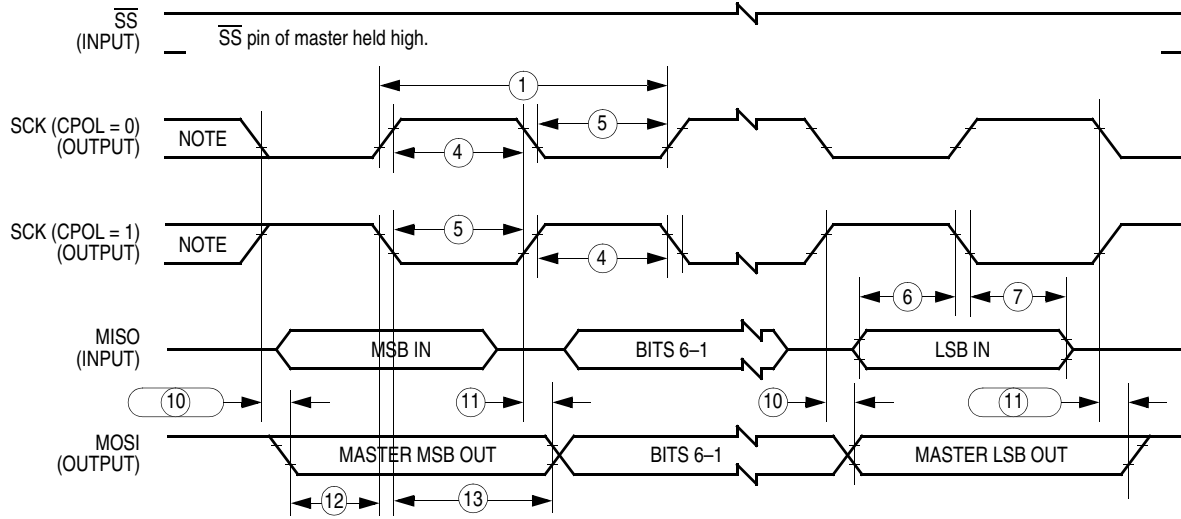 SS
(INPUT)
SS pin of master held high.
1
SCK (CPOL = 0)
(OUTPUT)
NOTE
5
4
SCK (CPOL = 1)
(OUTPUT)
NOTE
5
4
6
7
MISO
(INPUT)
MSB IN
BITS 6–1
LSB IN
10
11
10
11
MOSI
(OUTPUT)
MASTER MSB OUT
BITS 6–1
MASTER LSB OUT
12
13